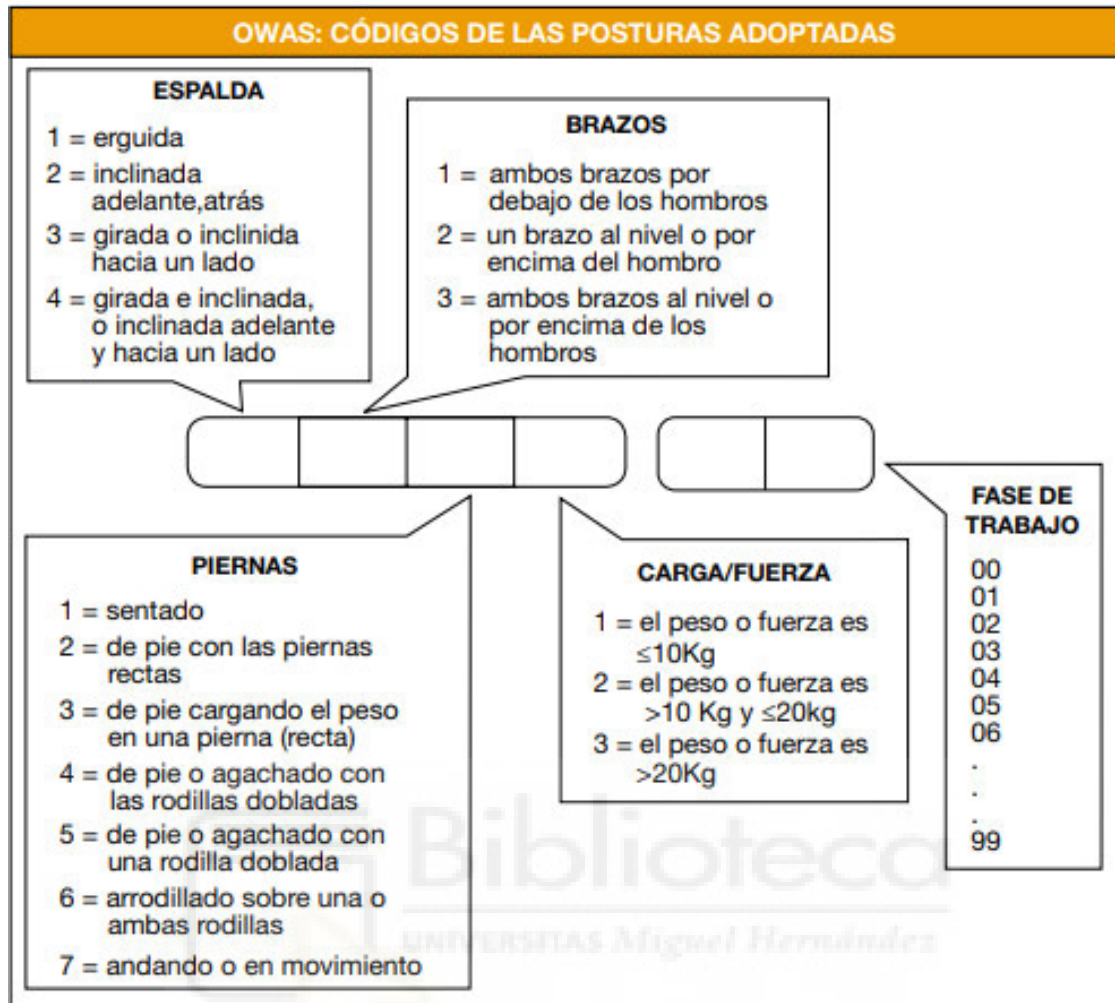 OWAS: CÓDIGOS DE LAS POSTURAS ADOPTADAS
ESPALDA
1 = erguida
2 = inclinada
adelante,atrás
3 = girada o inclinida
hacia un lado
4 = girada e inclinada,
o inclinada adelante
y hacia un lado
BRAZOS
1 = ambos brazos por
debajo de los hombros
2 = un brazo al nivel o por
encima del hombro
3 = ambos brazos al nivel o
por encima de los
hombros
PIERNAS
1 = sentado
2 = de pie con las piernas
rectas
3 = de pie cargando el peso
en una pierna (recta)
4 = de pie o agachado con
las rodillas dobladas
5 = de pie o agachado con
una rodilla doblada
6 = arrodillado sobre una o
ambas rodillas
7 = andando o en movimiento
CARGA/FUERZA
1 = el peso o fuerza es
≤10Kg
2 = el peso o fuerza es
>10 Kg y ≤20kg
3 = el peso o fuerza es
>20Kg
FASE DE
TRABAJO
00
01
02
03
04
05
06
.
.
.
99
Biblioteca
UNIVERSITAS Miguel Hernández